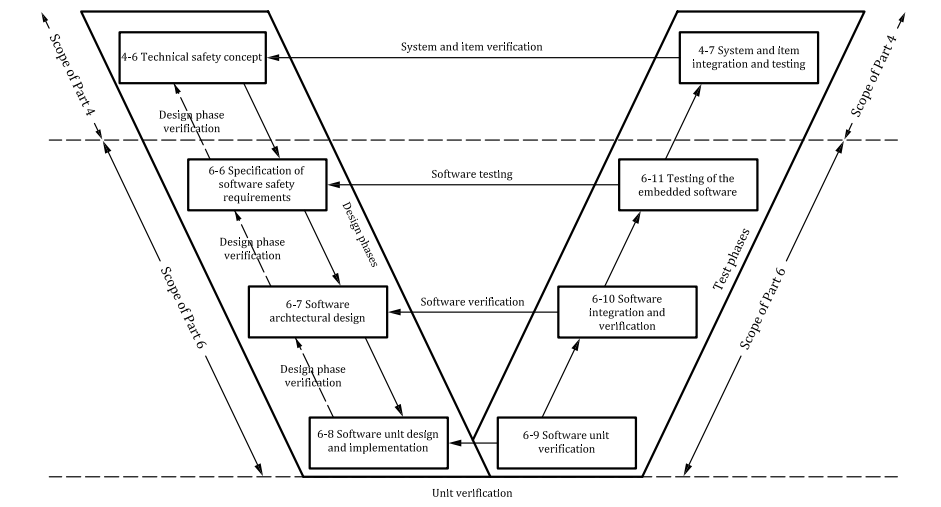 System and item verification
4-6 Technical safety concept
4-7 System and item
integration and testing
Scope of Part 4
Scope of Part 4
Design phase
verification
6-6 Specification of
software safety
requirements
Software testing
6-11 Testing of the
embedded software
Design phases
Test phases
Design phase
verification
Scope of Part 6
Scope of Part 6
6-7 Software
archtectural design
Software verification
6-10 Software
integration and
verification
Design phase
verification
6-8 Software unit design
and implementation
6-9 Software unit
verification
Unit verification